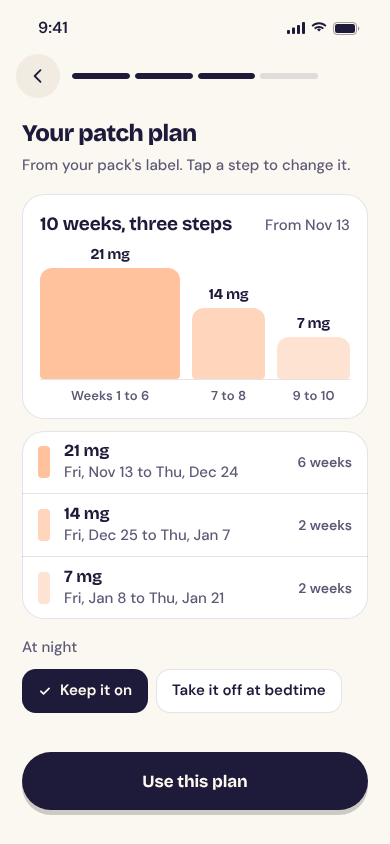 9:41
Your patch plan
From your pack's label. Tap a step to change it.
10 weeks, three steps
From Nov 13
21 mg
14 mg
7 mg
Weeks 1 to 6
7 to 8
9 to 10
21 mg
Fri, Nov 13 to Thu, Dec 24
6 weeks
14 mg
Fri, Dec 25 to Thu, Jan 7
2 weeks
7 mg
Fri, Jan 8 to Thu, Jan 21
2 weeks
At night
Keep it on
Take it off at bedtime
Use this plan